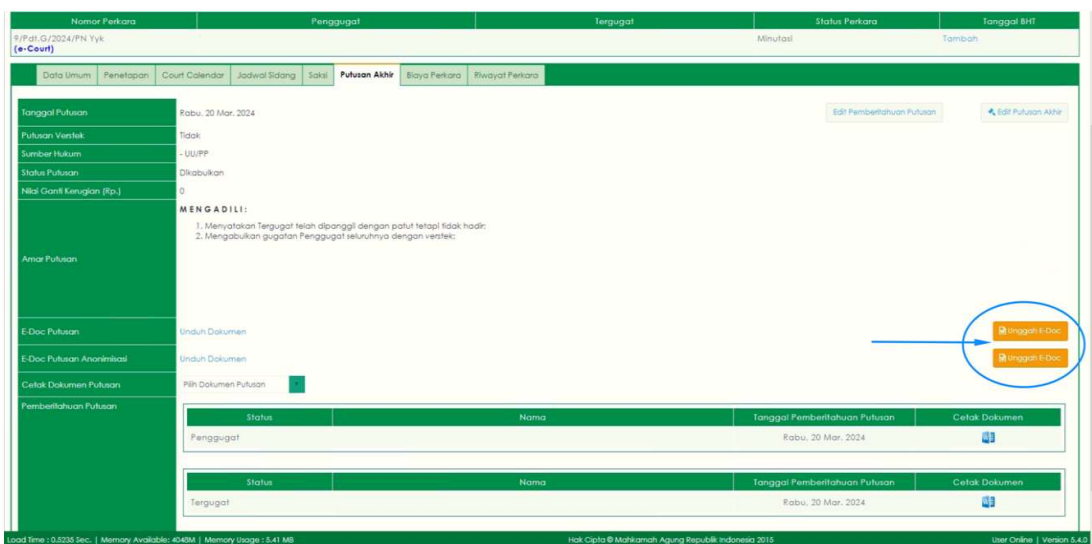 Nomor Perkara Penggugat Tergugat Status Perkara Tanggal BHT
9/Pdt.G/2024/PN Yyk Minutasi Tambah
(e-Court)
Data Umum Penetapan Court Calendar Jadwal Sidang Saksi Putusan Akhir Biaya Perkara Riwayat Perkara
Tanggal Putusan Rabu, 20 Mar. 2024 Edit Pemberitahuan Putusan Edit Putusan Akhir
Putusan Verstek Tidak
Sumber Hukum - UU/PP
Status Putusan Dikabulkan
Nilai Ganti Kerugian (Rp.) 0
Amar Putusan
MENGADILI:
1. Menyatakan Tergugat telah dipanggil dengan patut tetapi tidak hadir;
2. Mengabulkan gugatan Penggugat seluruhnya dengan verstek;
E-Doc Putusan Unduh Dokumen Unggah E-Doc
E-Doc Putusan Anonimisasi Unduh Dokumen Unggah E-Doc
Cetak Dokumen Putusan Pilih Dokumen Putusan
Pemberitahuan Putusan
Status Nama Tanggal Pemberitahuan Putusan Cetak Dokumen
Penggugat Rabu, 20 Mar. 2024
Status Nama Tanggal Pemberitahuan Putusan Cetak Dokumen
Tergugat Rabu, 20 Mar. 2024
Load Time : 0.5235 Sec. | Memory Available: 4048M | Memory Usage : 5.41 MB Hak Cipta © Mahkamah Agung Republik Indonesia 2015 User Online | Version 5.4.0